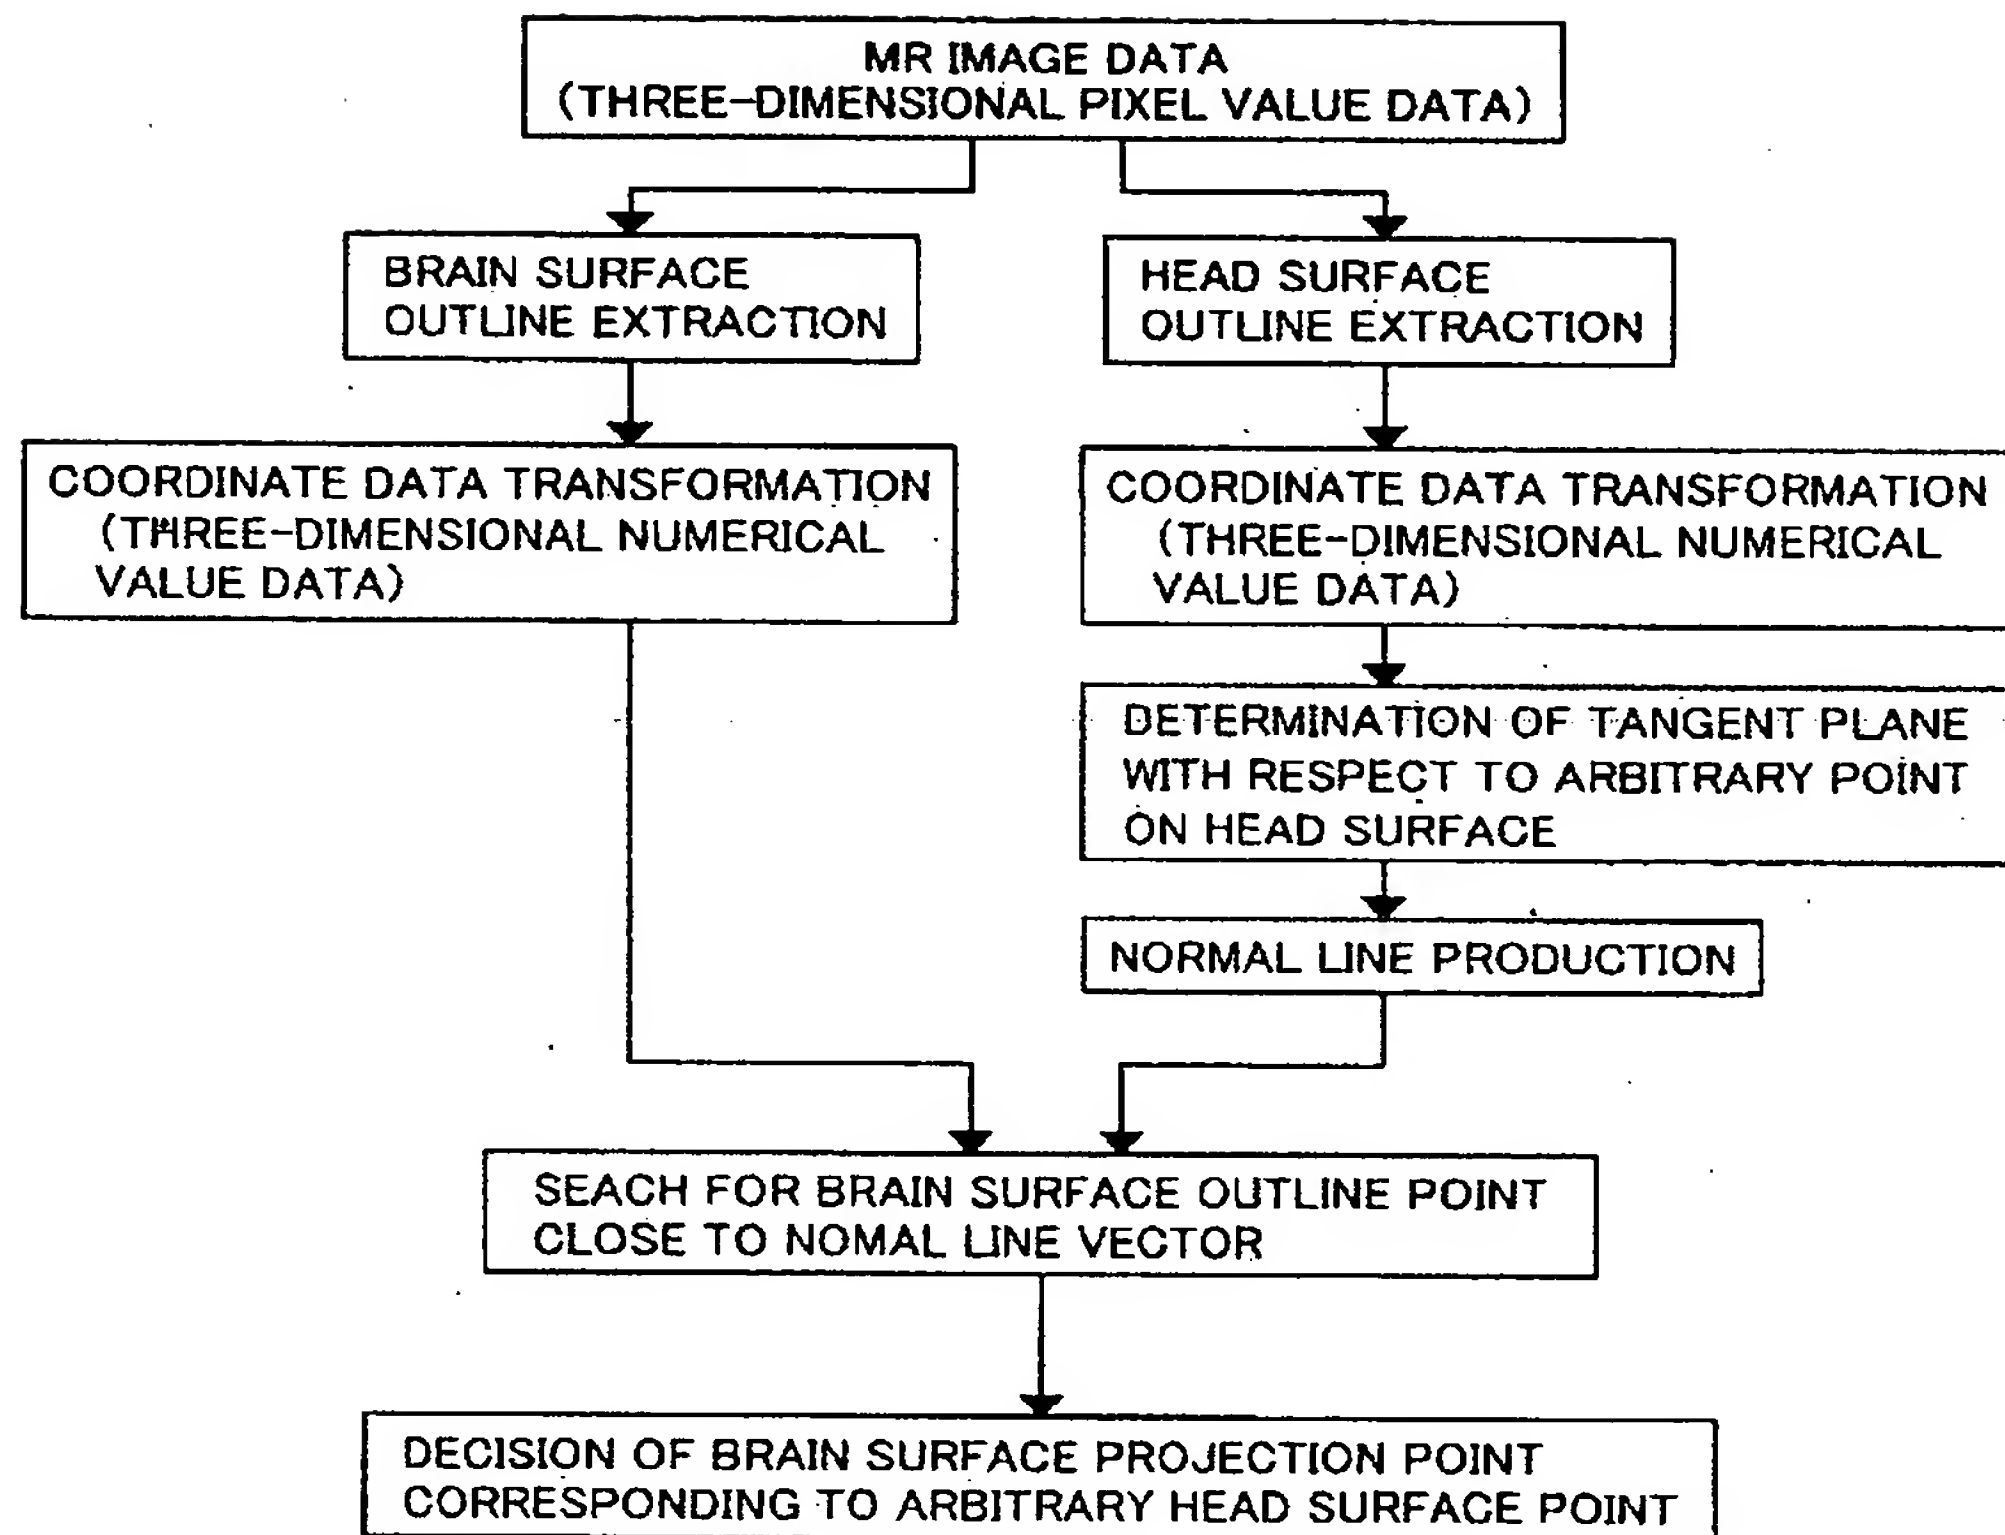 MR IMAGE DATA
(THREE-DIMENSIONAL PIXEL VALUE DATA)
BRAIN SURFACE
OUTLINE EXTRACTION
HEAD SURFACE
OUTLINE EXTRACTION
COORDINATE DATA TRANSFORMATION
(THREE-DIMENSIONAL NUMERICAL
VALUE DATA)
COORDINATE DATA TRANSFORMATION
(THREE-DIMENSIONAL NUMERICAL
VALUE DATA)
DETERMINATION OF TANGENT PLANE
WITH RESPECT TO ARBITRARY POINT
ON HEAD SURFACE
NORMAL LINE PRODUCTION
SEACH FOR BRAIN SURFACE OUTLINE POINT
CLOSE TO NOMAL LINE VECTOR
DECISION OF BRAIN SURFACE PROJECTION POINT
CORRESPONDING TO ARBITRARY HEAD SURFACE POINT